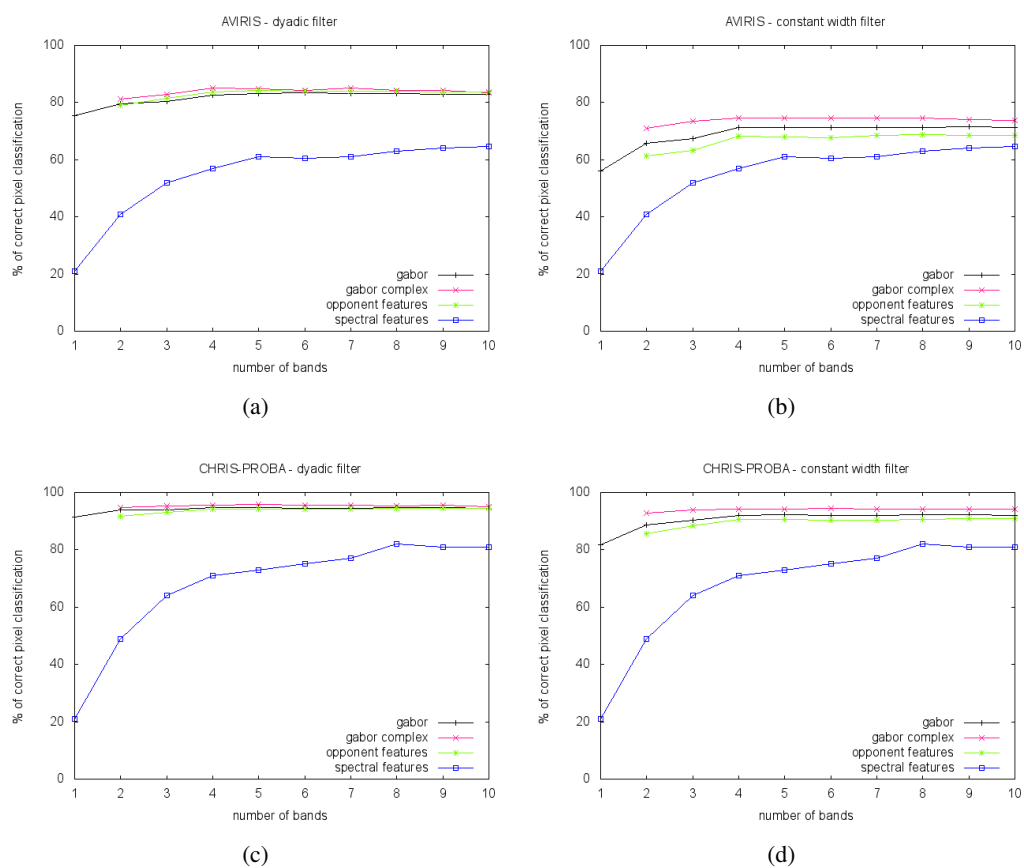 AVIRIS - dyadic filter
100
80
60
40
20
0
% of correct pixel classification
gabor
gabor complex
opponent features
spectral features
1 2 3 4 5 6 7 8 9 10
number of bands
(a)
AVIRIS - constant width filter
100
80
60
40
20
0
% of correct pixel classification
gabor
gabor complex
opponent features
spectral features
1 2 3 4 5 6 7 8 9 10
number of bands
(b)
CHRIS-PROBA - dyadic filter
100
80
60
40
20
0
% of correct pixel classification
gabor
gabor complex
opponent features
spectral features
1 2 3 4 5 6 7 8 9 10
number of bands
(c)
CHRIS-PROBA - constant width filter
100
80
60
40
20
0
% of correct pixel classification
gabor
gabor complex
opponent features
spectral features
1 2 3 4 5 6 7 8 9 10
number of bands
(d)